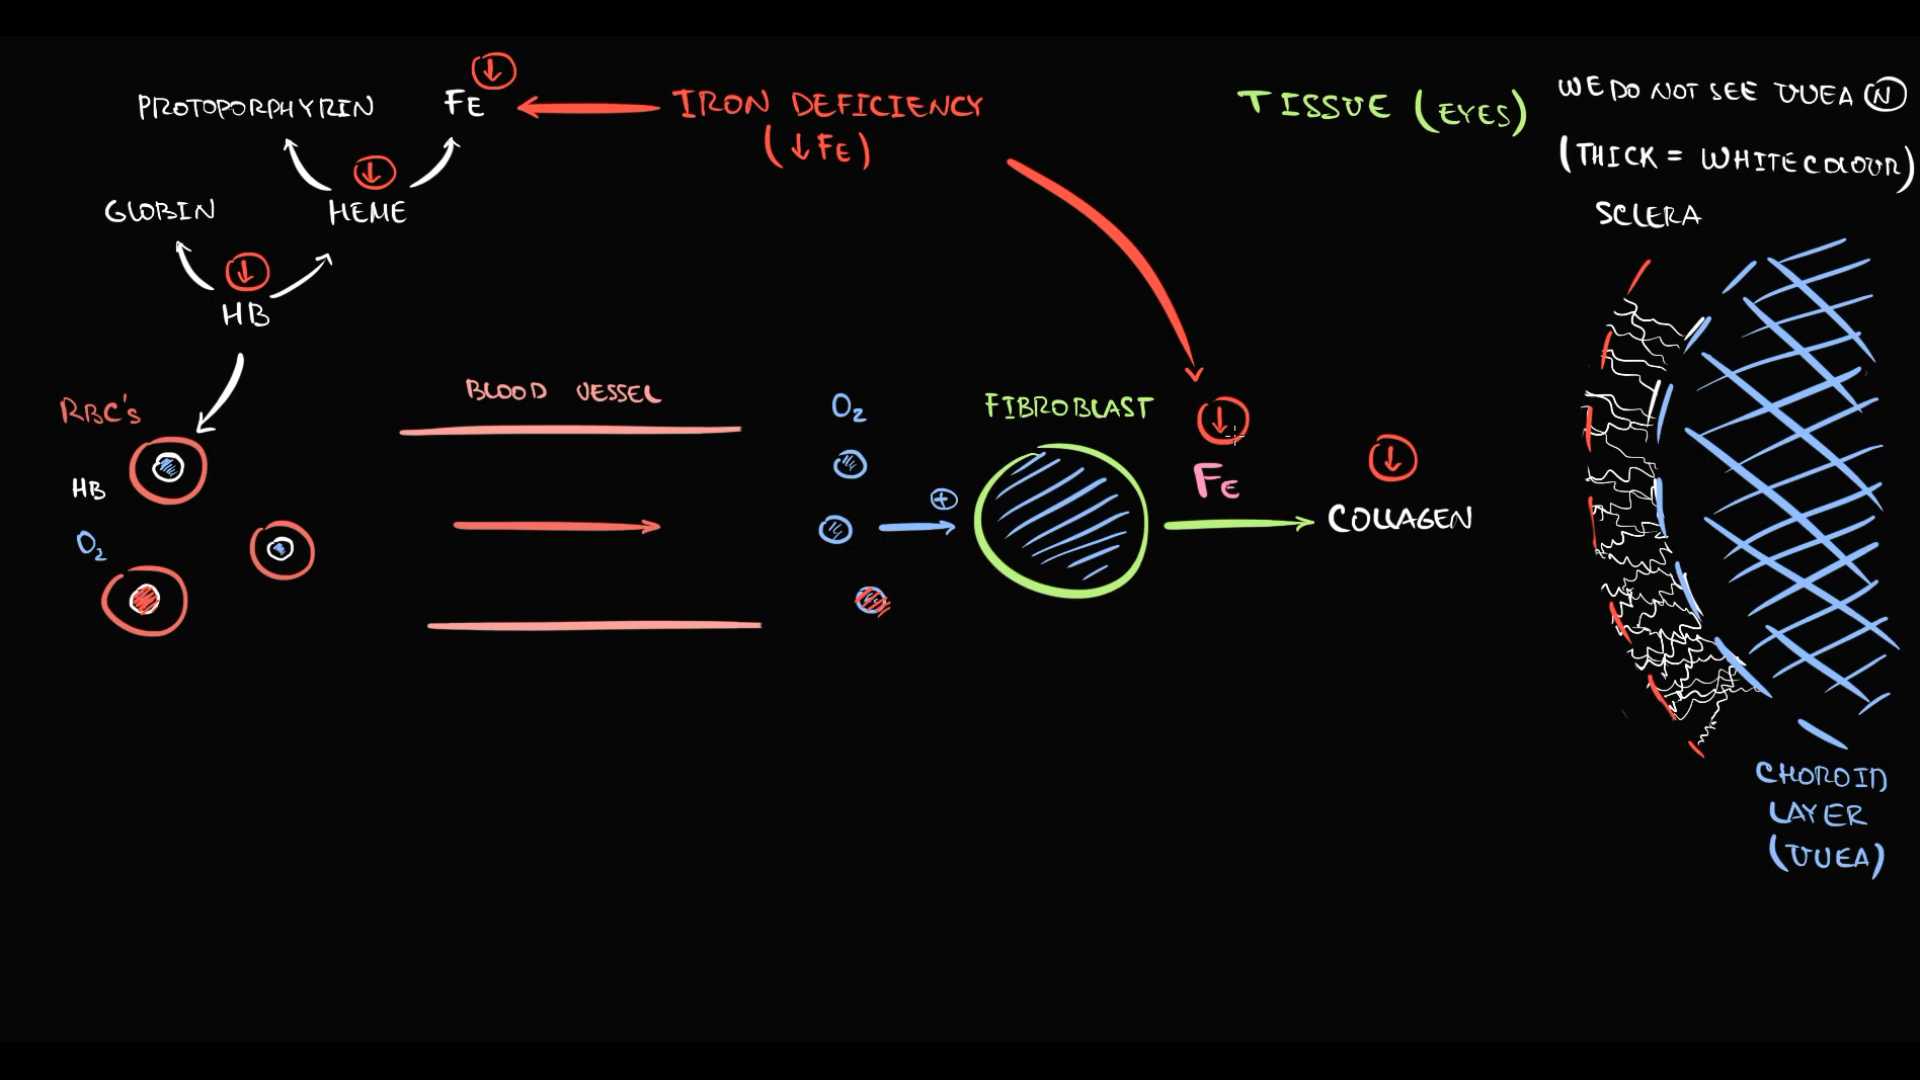 PROTOPORPHYRIN
FE
↓
IRON DEFICIENCY
(↓FE)
TISSUE (EYES)
WE DO NOT SEE UVEA (N)
(THICK = WHITE COLOUR)
SCLERA
GLOBIN
↓
HEME
↓
HB
RBC's
HB
O2
BLOOD VESSEL
O2
+
FIBROBLAST
↓
FE
↓
COLLAGEN
CHOROID
LAYER
(UVEA)